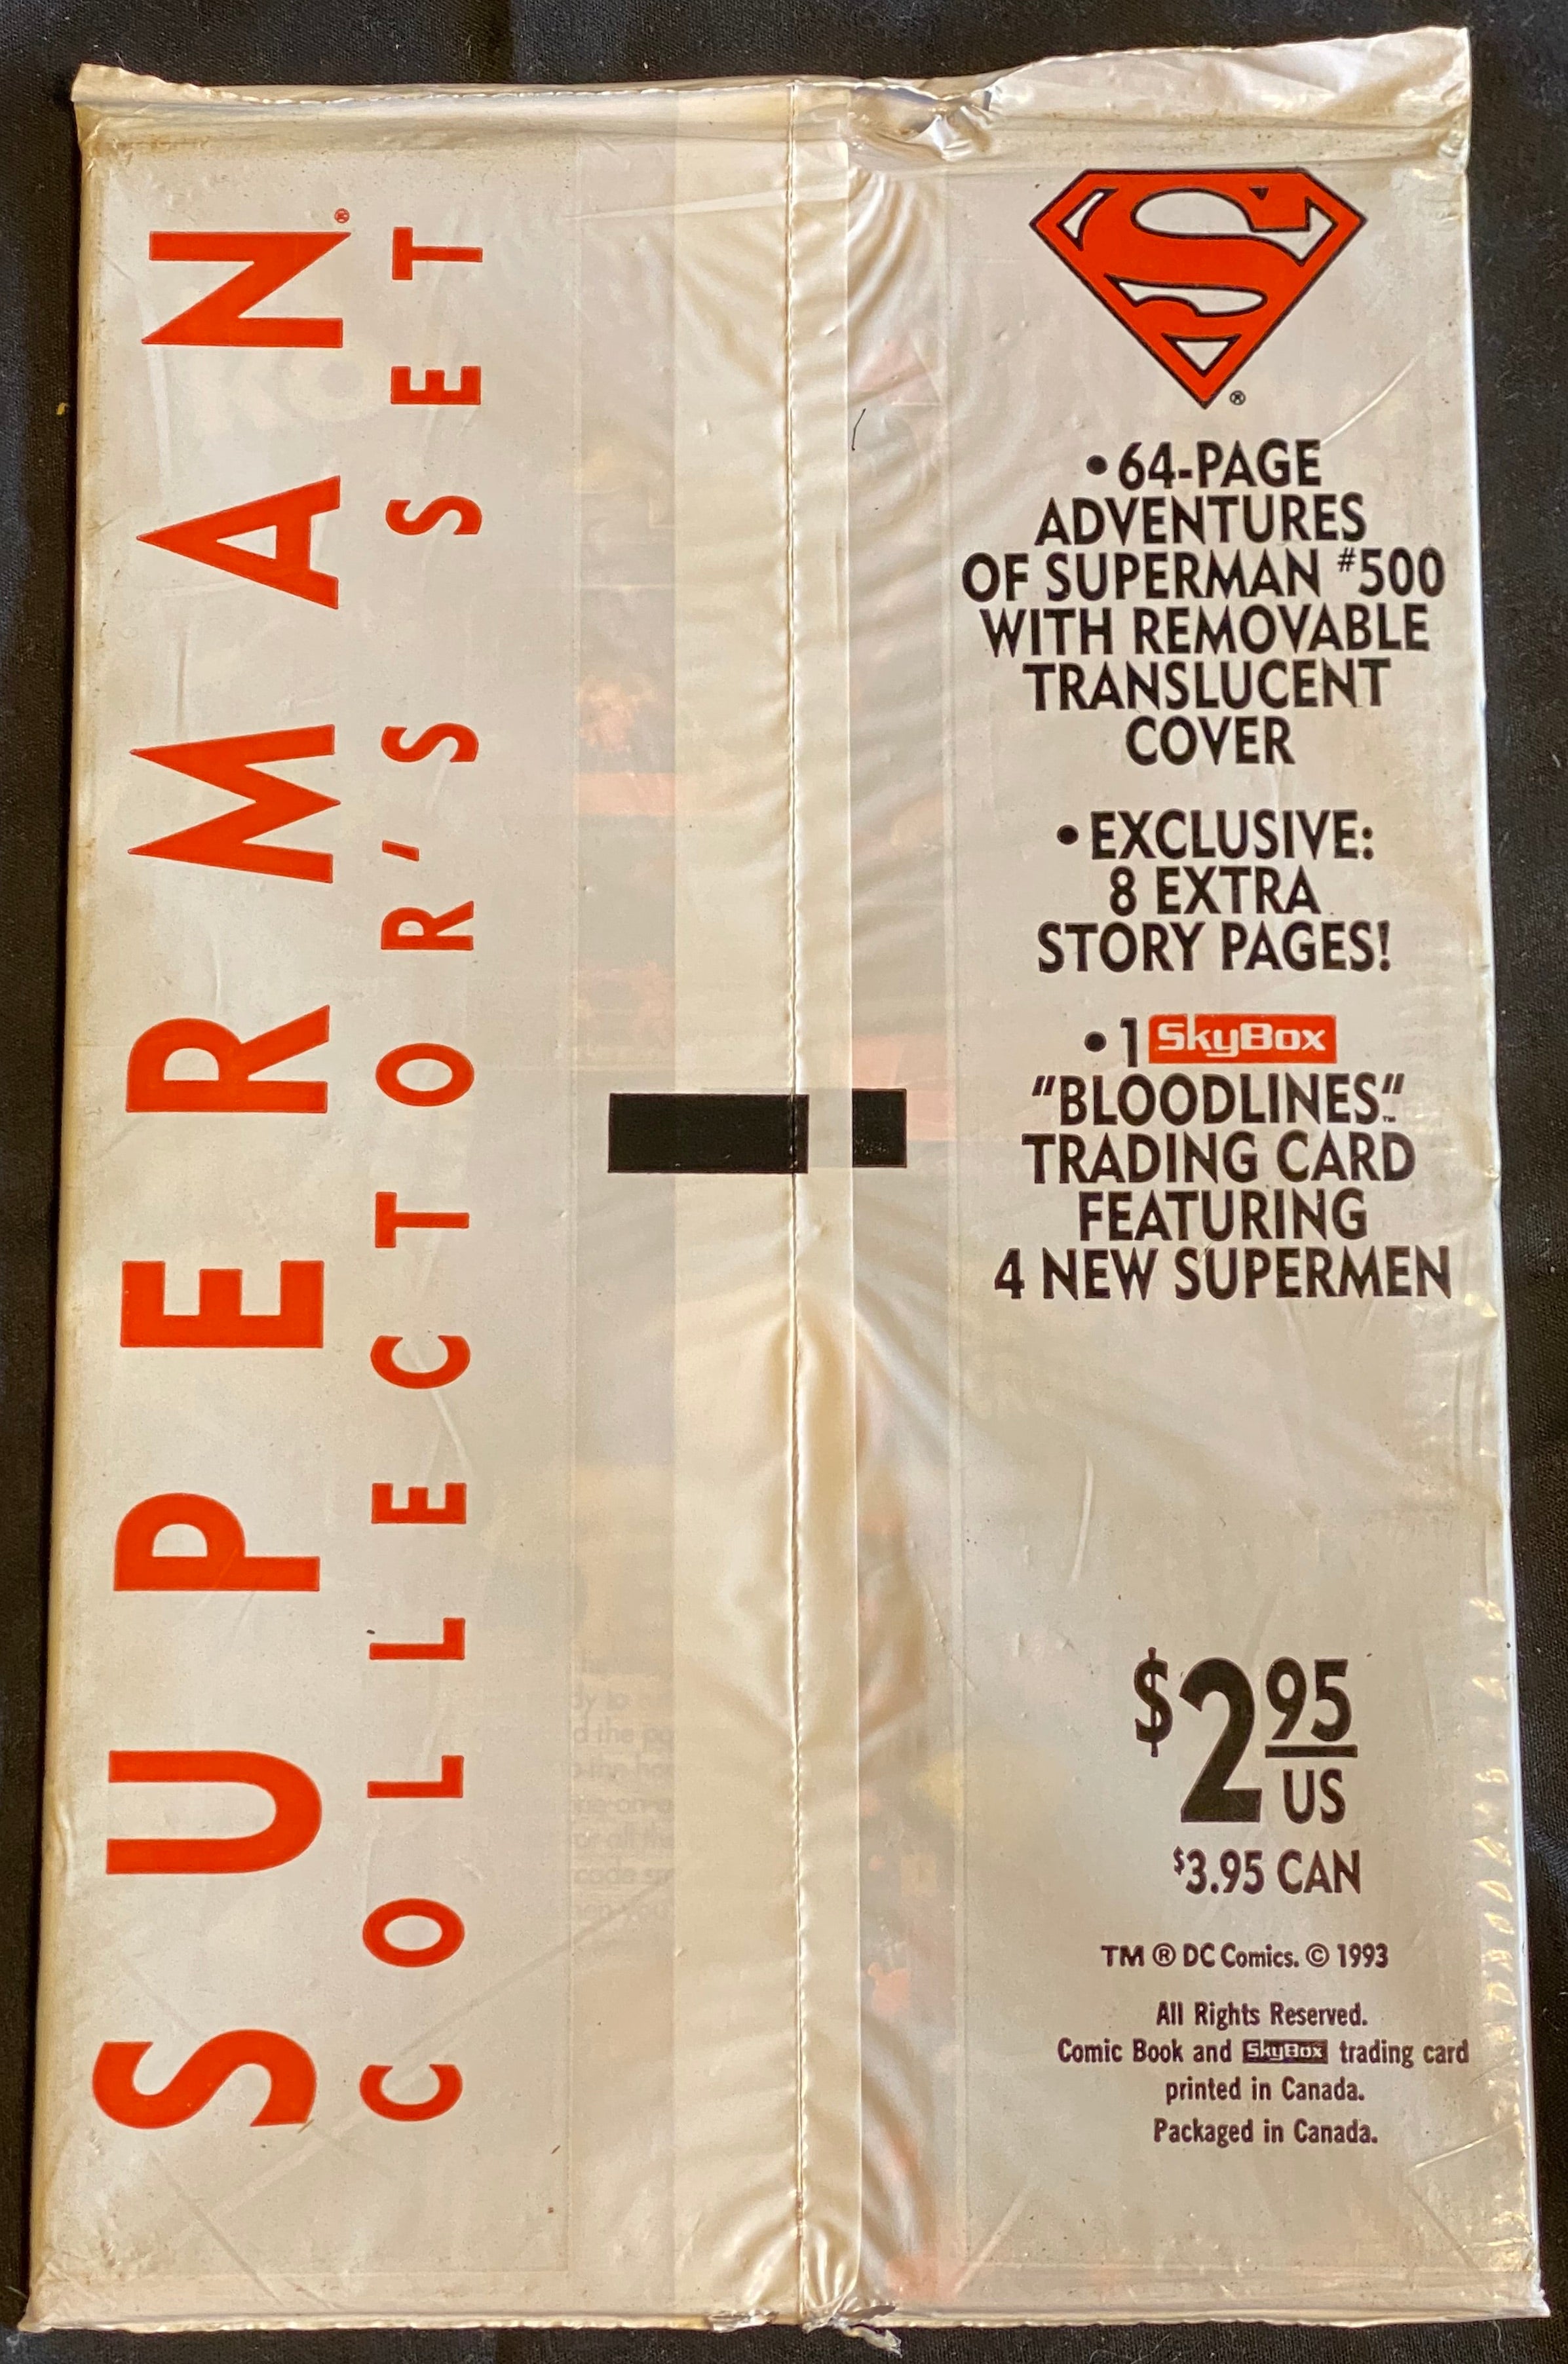 SUPERMAN®
COLLECTOR'S SET
S®
•64-PAGE
ADVENTURES
OF SUPERMAN #500
WITH REMOVABLE
TRANSLUCENT
COVER
•EXCLUSIVE:
8 EXTRA
STORY PAGES!
•1 SkyBox
"BLOODLINES"™
TRADING CARD
FEATURING
4 NEW SUPERMEN
$2 95
US
$3.95 CAN
TM ® DC Comics. © 1993
All Rights Reserved.
Comic Book and SkyBox trading card
printed in Canada.
Packaged in Canada.